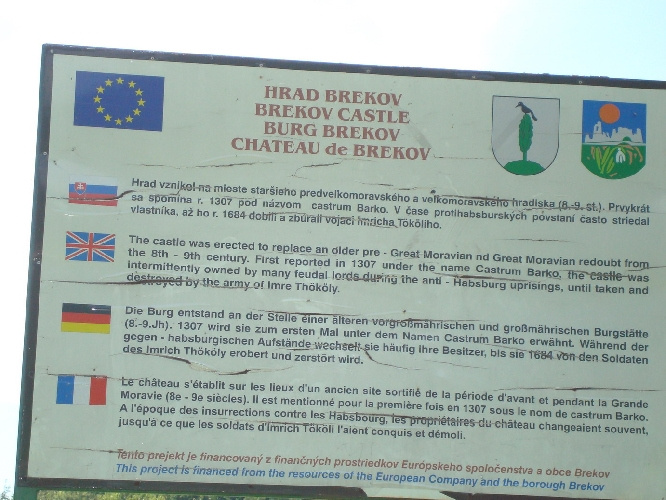 HRAD BREKOV
BREKOV CASTLE
BURG BREKOV
CHATEAU de BREKOV
Hrad vznikol na mieste staršieho predveľkomoravského a veľkomoravského hradiska (8.-9. st.). Prvýkrát
sa spomína r. 1307 pod názvom castrum Barko. V čase protihabsburských povstaní často striedal
vlastníka, až ho r. 1684 dobili a zbúrali vojaci Imricha Tököliho.
The castle was erected to replace an older pre - Great Moravian nd Great Moravian redoubt from
the 8th - 9th century. First reported in 1307 under the name Castrum Barko, the castle was
intermittently owned by many feudal lords during the anti - Habsburg uprisings, until taken and
destroyed by the army of Imre Thököly.
Die Burg entstand an der Stelle einer älteren vorgroßmährischen und großmährischen Burgstätte
(8.-9.Jh). 1307 wird sie zum ersten Mal unter dem Namen Castrum Barko erwähnt. Während der
gegen - habsburgischen Aufstände wechselt sie häufig ihre Besitzer, bis sie 1684 von den Soldaten
des Imrich Thököly erobert und zerstört wird.
Le château s'établit sur les lieux d'un ancien site sortifié de la période d'avant et pendant la Grande
Moravie (8e - 9e siècles). Il est mentionné pour la première fois en 1307 sous le nom de castrum Barko.
A l'époque des insurrections contre les Habsbourg, les propriétaires du château changeaient souvent,
jusqu'à ce que les soldats d'Imrich Tököli l'aient conquis et démoli.
Tento prejekt je financovaný z finančných prostriedkov Európskeho spoločenstva a obce Brekov
This project is financed from the resources of the European Company and the borough Brekov